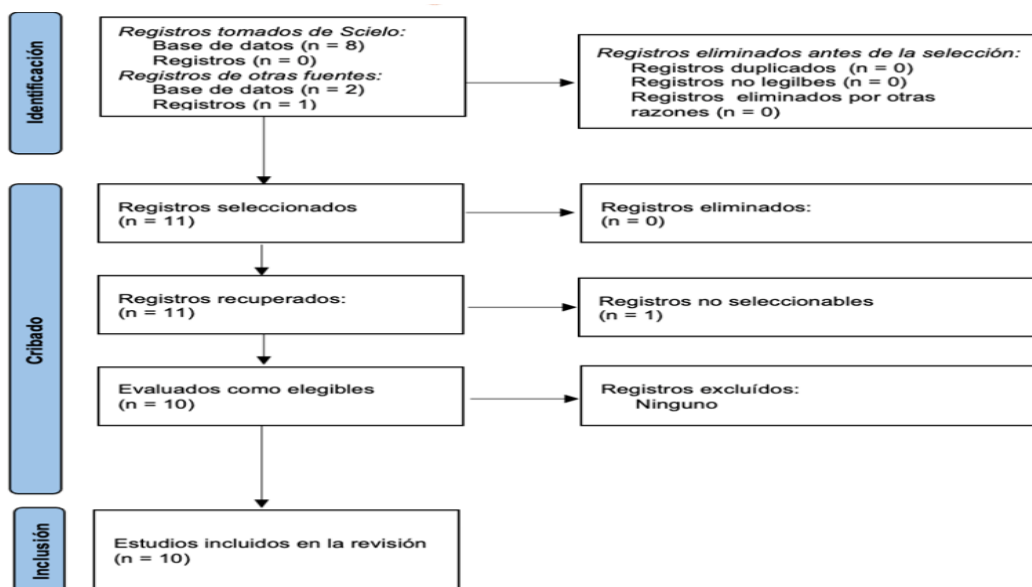 Identificación
Registros tomados de Scielo:
Base de datos (n = 8)
Registros (n = 0)
Registros de otras fuentes:
Base de datos (n = 2)
Registros (n = 1)
Registros eliminados antes de la selección:
Registros duplicados (n = 0)
Registros no legilbes (n = 0)
Registros eliminados por otras
razones (n = 0)
Cribado
Registros seleccionados
(n = 11)
Registros eliminados:
(n = 0)
Registros recuperados:
(n = 11)
Registros no seleccionables
(n = 1)
Evaluados como elegibles
(n = 10)
Registros excluídos:
Ninguno
Inclusión
Estudios incluidos en la revisión
(n = 10)